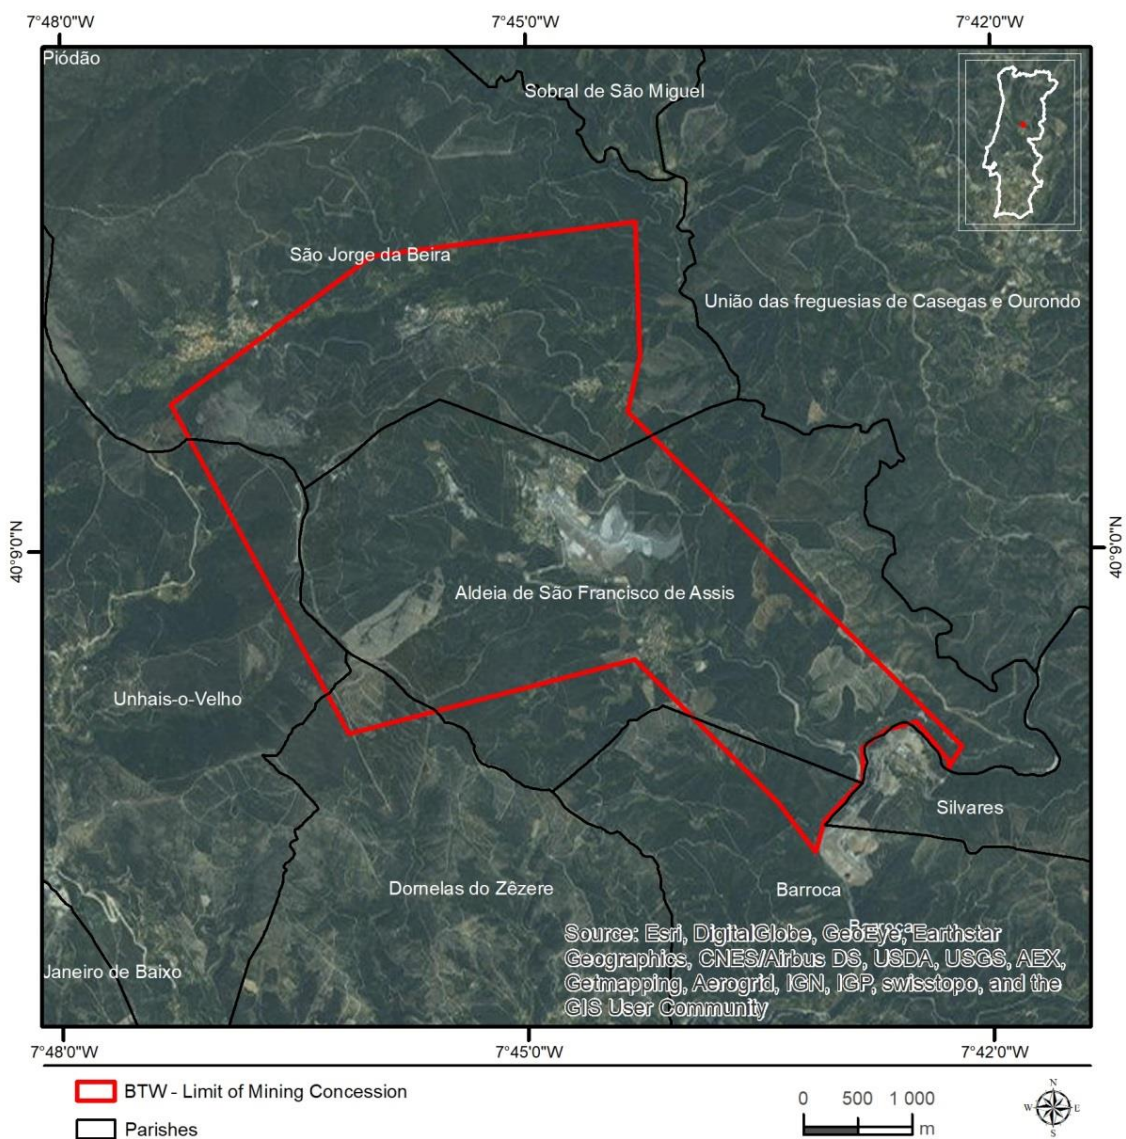 7°48'0"W 7°45'0"W 7°42'0"W
Piódão
Sobral de São Miguel
São Jorge da Beira
União das freguesias de Casegas e Ourondo
40°9'0"N 40°9'0"N
Aldeia de São Francisco de Assis
Unhais-o-Velho
Silvares
Dornelas do Zêzere
Barroca
Barroca
Source: Esri, DigitalGlobe, GeoEye, Earthstar
Geographics, CNES/Airbus DS, USDA, USGS, AEX,
Getmapping, Aerogrid, IGN, IGP, swisstopo, and the
GIS User Community
Janeiro de Baixo
7°48'0"W 7°45'0"W 7°42'0"W
BTW - Limit of Mining Concession
Parishes
0 500 1 000
m
N
W E
S